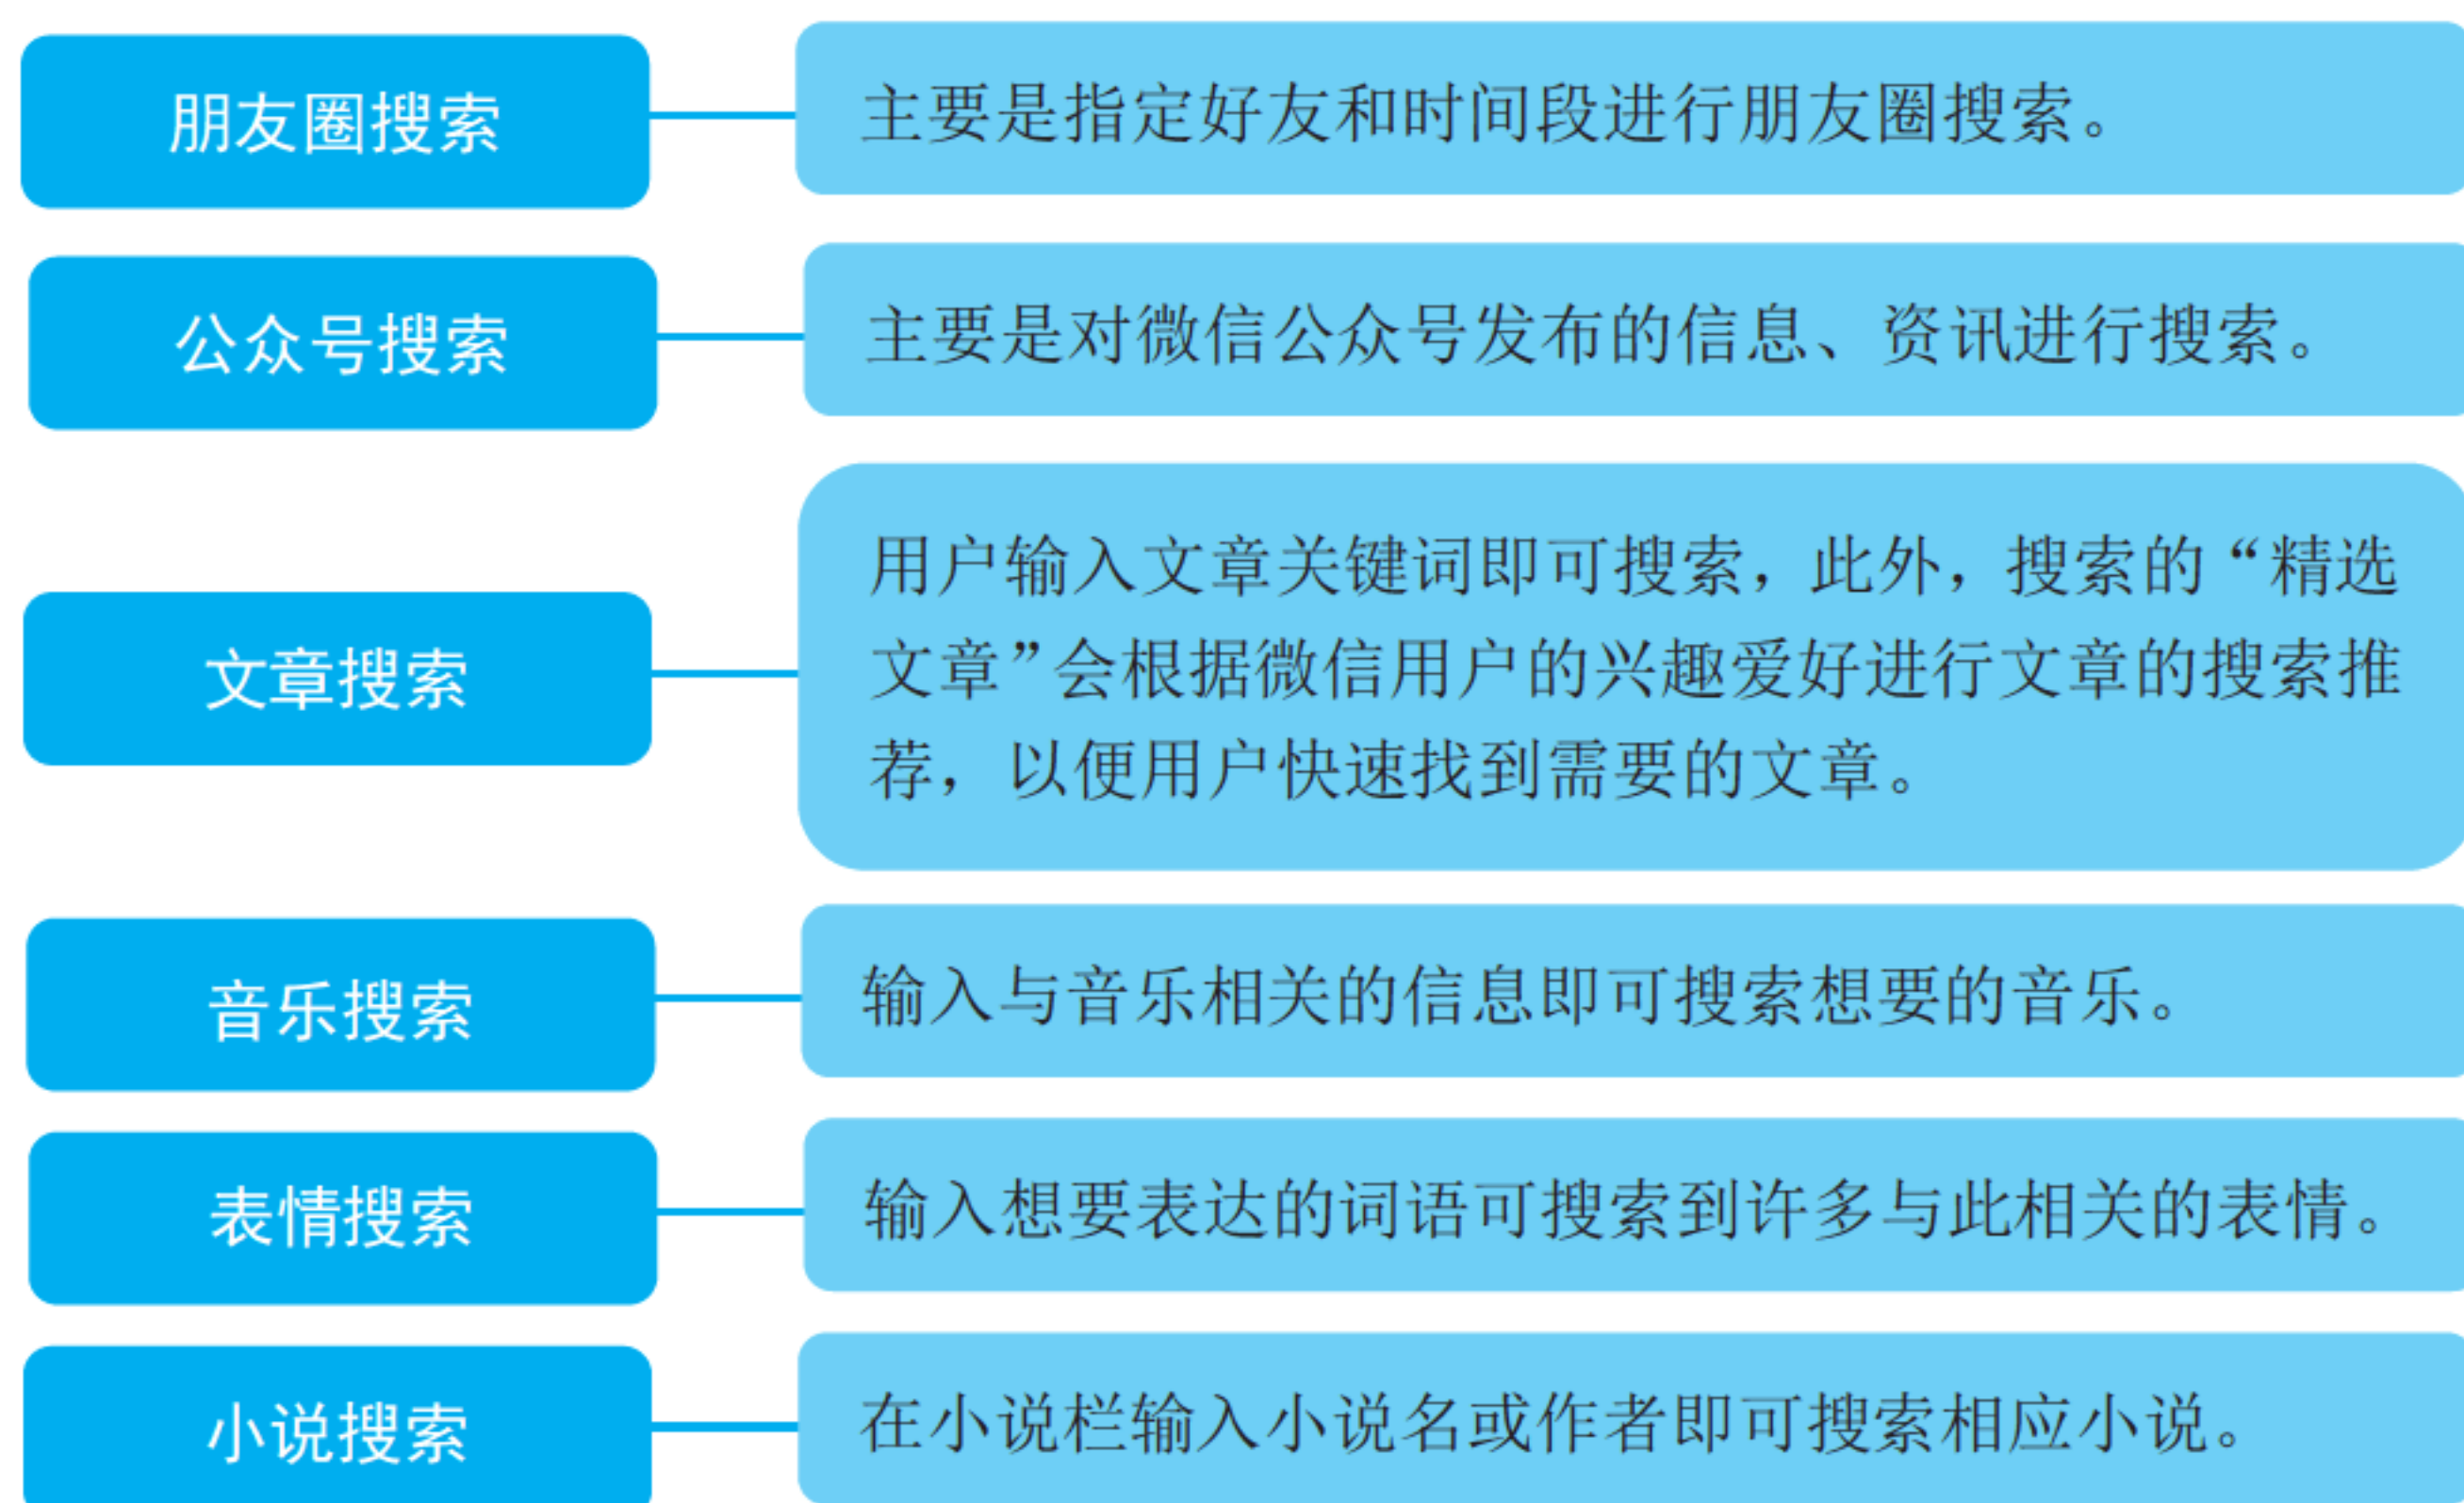 朋友圈搜索
主要是指定好友和时间段进行朋友圈搜索。
公众号搜索
主要是对微信公众号发布的信息、资讯进行搜索。
文章搜索
用户输入文章关键词即可搜索，此外，搜索的“精选
文章”会根据微信用户的兴趣爱好进行文章的搜索推
荐，以便用户快速找到需要的文章。
音乐搜索
输入与音乐相关的信息即可搜索想要的音乐。
表情搜索
输入想要表达的词语可搜索到许多与此相关的表情。
小说搜索
在小说栏输入小说名或作者即可搜索相应小说。